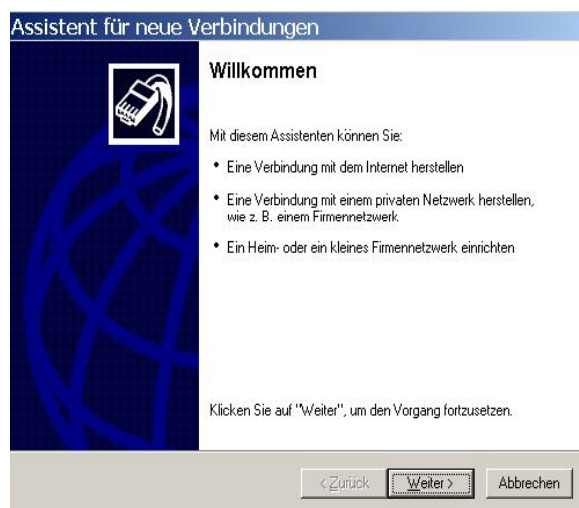 Assistent für neue Verbindungen
Willkommen
Mit diesem Assistenten können Sie:
• Eine Verbindung mit dem Internet herstellen
• Eine Verbindung mit einem privaten Netzwerk herstellen,
wie z. B. einem Firmennetzwerk
• Ein Heim- oder ein kleines Firmennetzwerk einrichten
Klicken Sie auf "Weiter", um den Vorgang fortzusetzen.
< Zurück Weiter > Abbrechen